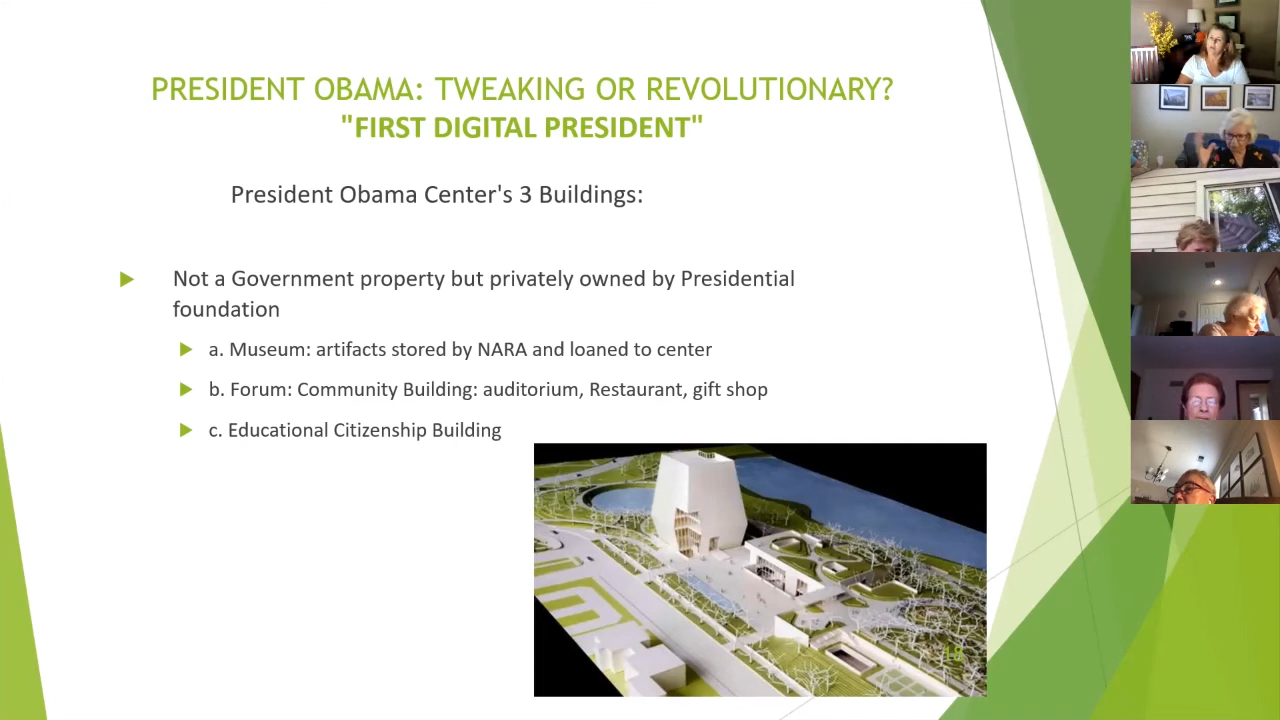 PRESIDENT OBAMA: TWEAKING OR REVOLUTIONARY?
"FIRST DIGITAL PRESIDENT"
President Obama Center's 3 Buildings:
Not a Government property but privately owned by Presidential
foundation
a. Museum: artifacts stored by NARA and loaned to center
b. Forum: Community Building: auditorium, Restaurant, gift shop
c. Educational Citizenship Building
18